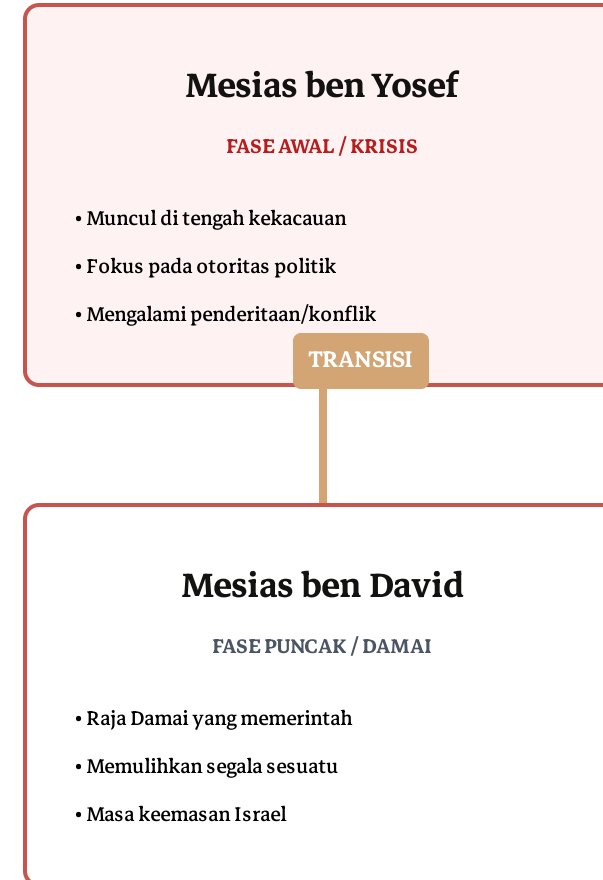 Mesias ben Yosef
FASE AWAL / KRISIS
• Muncul di tengah kekacauan
• Fokus pada otoritas politik
• Mengalami penderitaan/konflik
TRANSISI
Mesias ben David
FASE PUNCAK / DAMAI
• Raja Damai yang memerintah
• Memulihkan segala sesuatu
• Masa keemasan Israel